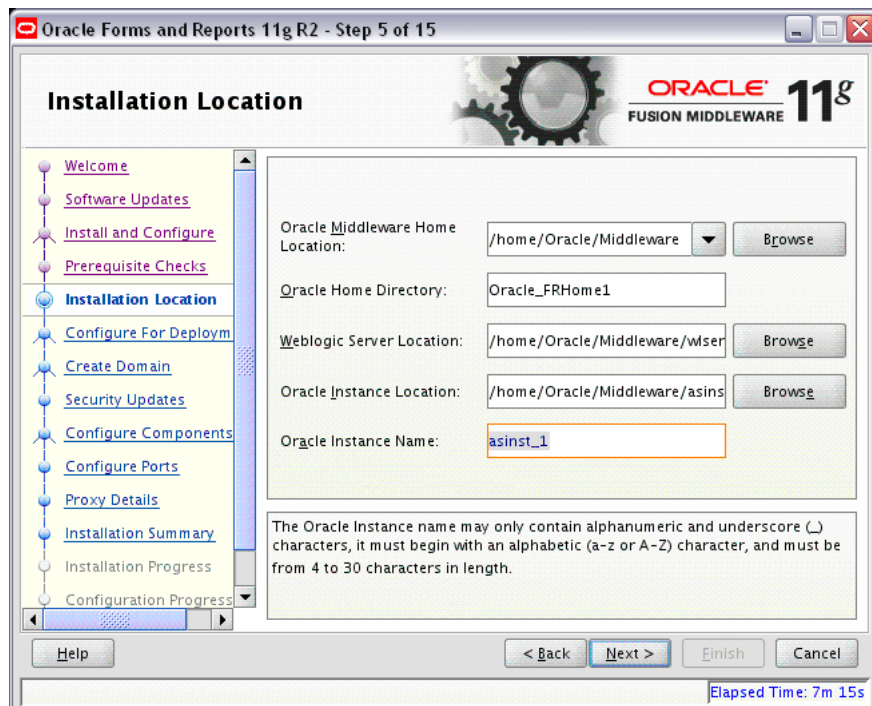 Oracle Forms and Reports 11g R2 - Step 5 of 15
Installation Location
ORACLE
FUSION MIDDLEWARE
11g
Welcome
Software Updates
Install and Configure
Prerequisite Checks
Installation Location
Configure For Deploym
Create Domain
Security Updates
Configure Components
Configure Ports
Proxy Details
Installation Summary
Installation Progress
Configuration Progress
Oracle Middleware Home
Location:
/home/Oracle/Middleware
Browse
Oracle Home Directory:
Oracle_FRHome1
Weblogic Server Location:
/home/Oracle/Middleware/wlser
Browse
Oracle Instance Location:
/home/Oracle/Middleware/asins
Browse
Oracle Instance Name:
asinst_1
The Oracle Instance name may only contain alphanumeric and underscore (_)
characters, it must begin with an alphabetic (a-z or A-Z) character, and must be
from 4 to 30 characters in length.
Help
< Back
Next >
Finish
Cancel
Elapsed Time: 7m 15s